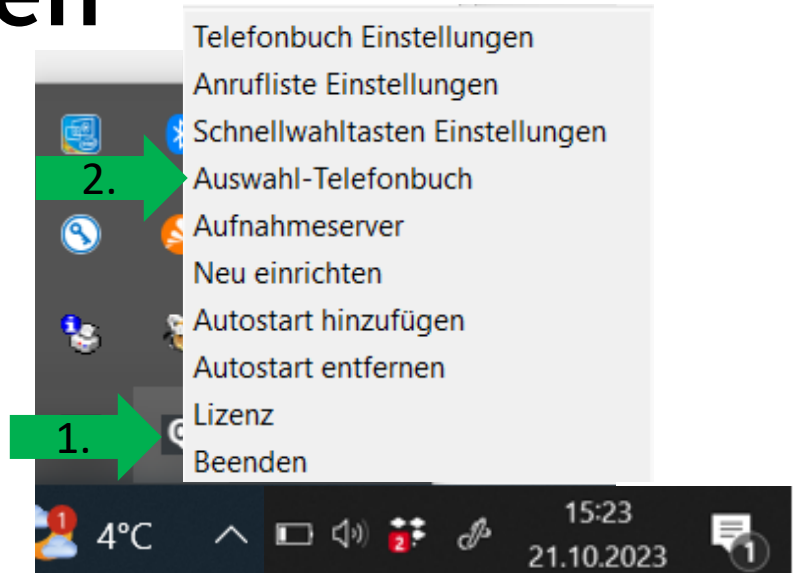 en
Telefonbuch Einstellungen
Anrufliste Einstellungen
Schnellwahltasten Einstellungen
2. Auswahl-Telefonbuch
Aufnahmeserver
Neu einrichten
Autostart hinzufügen
Autostart entfernen
1. Lizenz
Beenden
1 4°C 2 15:23
21.10.2023 1